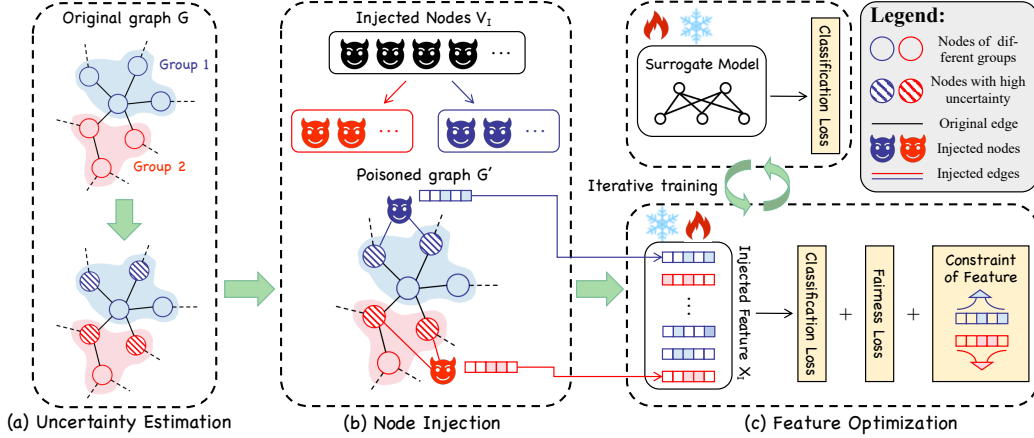 Original graph G
Group 1
Group 2
(a) Uncertainty Estimation
Injected Nodes V_I
...
...
...
Poisoned graph G'
(b) Node Injection
Surrogate Model
Classification Loss
Iterative training
Injected Feature X_I
...
Classification Loss
+
Fairness Loss
+
Constraint
of Feature
(c) Feature Optimization
Legend:
Nodes of dif-
ferent groups
Nodes with high
uncertainty
Original edge
Injected nodes
Injected edges